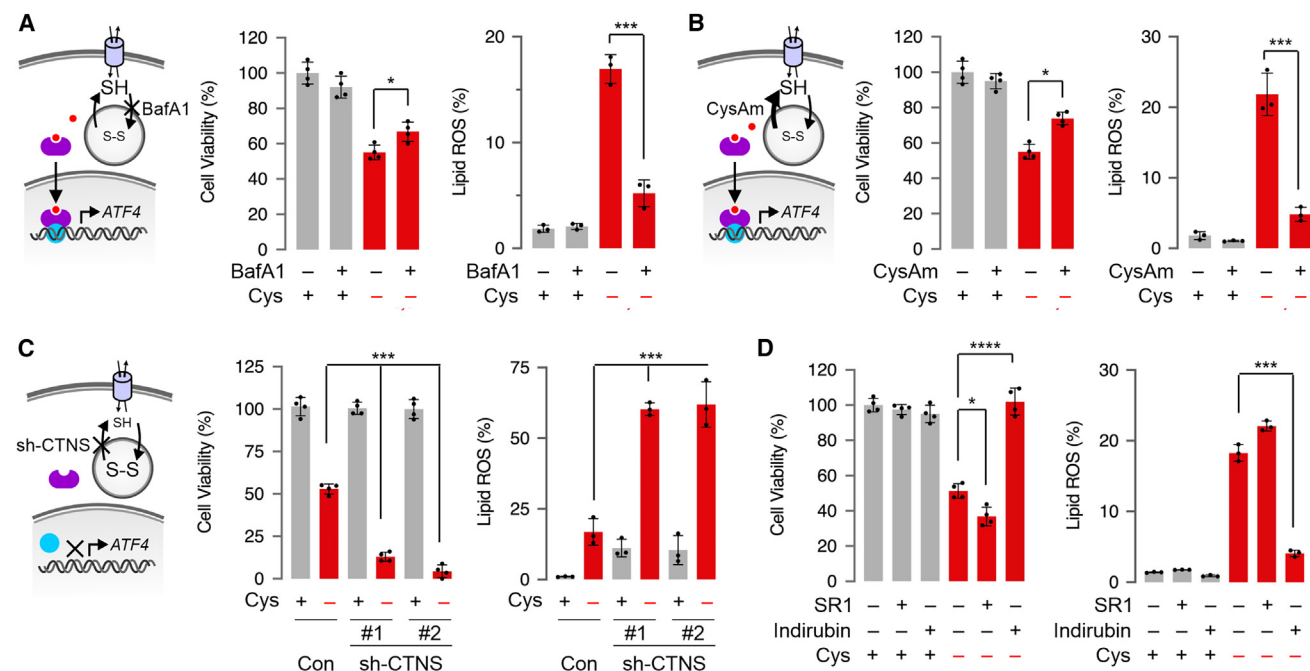 A
SH
BafA1
S-S
ATF4
Cell Viability (%)
120
100
80
60
40
20
0
*
BafA1 – + – +
Cys + + – –
Lipid ROS (%)
20
10
0
***
BafA1 – + – +
Cys + + – –
B
SH
CysAm
S-S
ATF4
Cell Viability (%)
120
100
80
60
40
20
0
*
CysAm – + – +
Cys + + – –
Lipid ROS (%)
30
20
10
0
***
CysAm – + – +
Cys + + – –
C
SH
sh-CTNS
S-S
ATF4
Cell Viability (%)
125
100
75
50
25
0
***
Cys + – + – + –
#1 #2
Con sh-CTNS
Lipid ROS (%)
75
50
25
0
***
Cys + – + – + –
#1 #2
Con sh-CTNS
D
Cell Viability (%)
120
100
80
60
40
20
0
****
*
SR1 – + – – + –
Indirubin – – + – – +
Cys + + + – – –
Lipid ROS (%)
30
20
10
0
***
SR1 – + – – + –
Indirubin – – + – – +
Cys + + + – – –